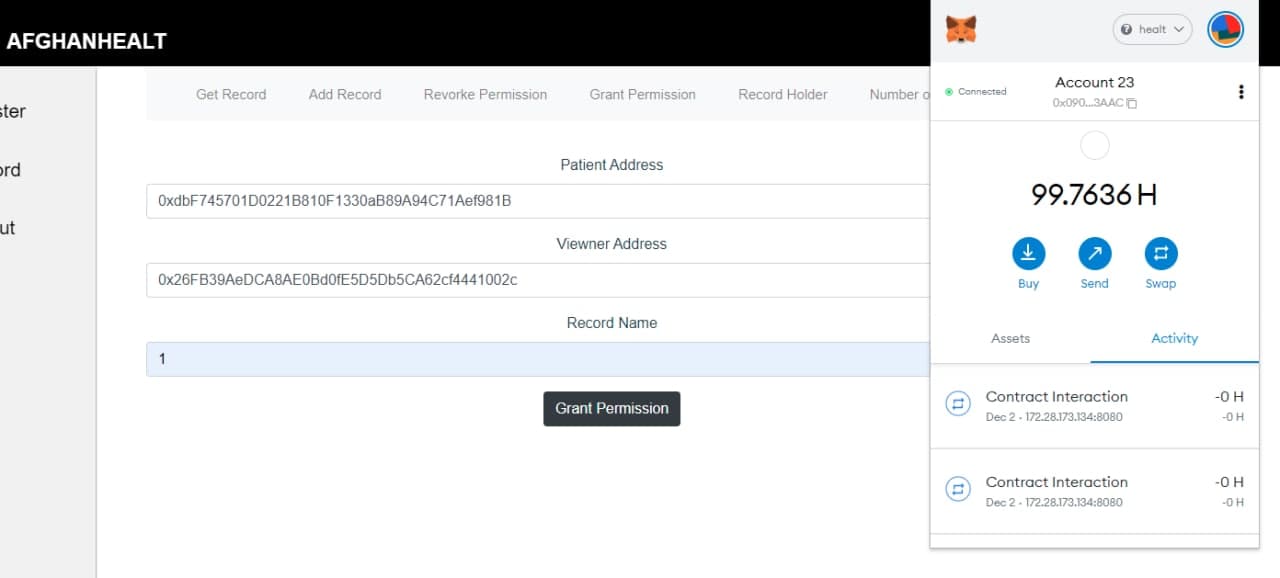 AFGHANHEALT
ster
ord
ut
Get Record Add Record Revorke Permission Grant Permission Record Holder Number o
Patient Address
0xdbF745701D0221B810F1330aB89A94C71Aef981B
Viewner Address
0x26FB39AeDCA8AE0Bd0fE5D5Db5CA62cf4441002c
Record Name
1
Grant Permission
? healt
Connected
Account 23
0x090...3AAC
99.7636 H
Buy Send Swap
Assets Activity
Contract Interaction -0 H
Dec 2 · 172.28.173.134:8080 -0 H
Contract Interaction -0 H
Dec 2 · 172.28.173.134:8080 -0 H